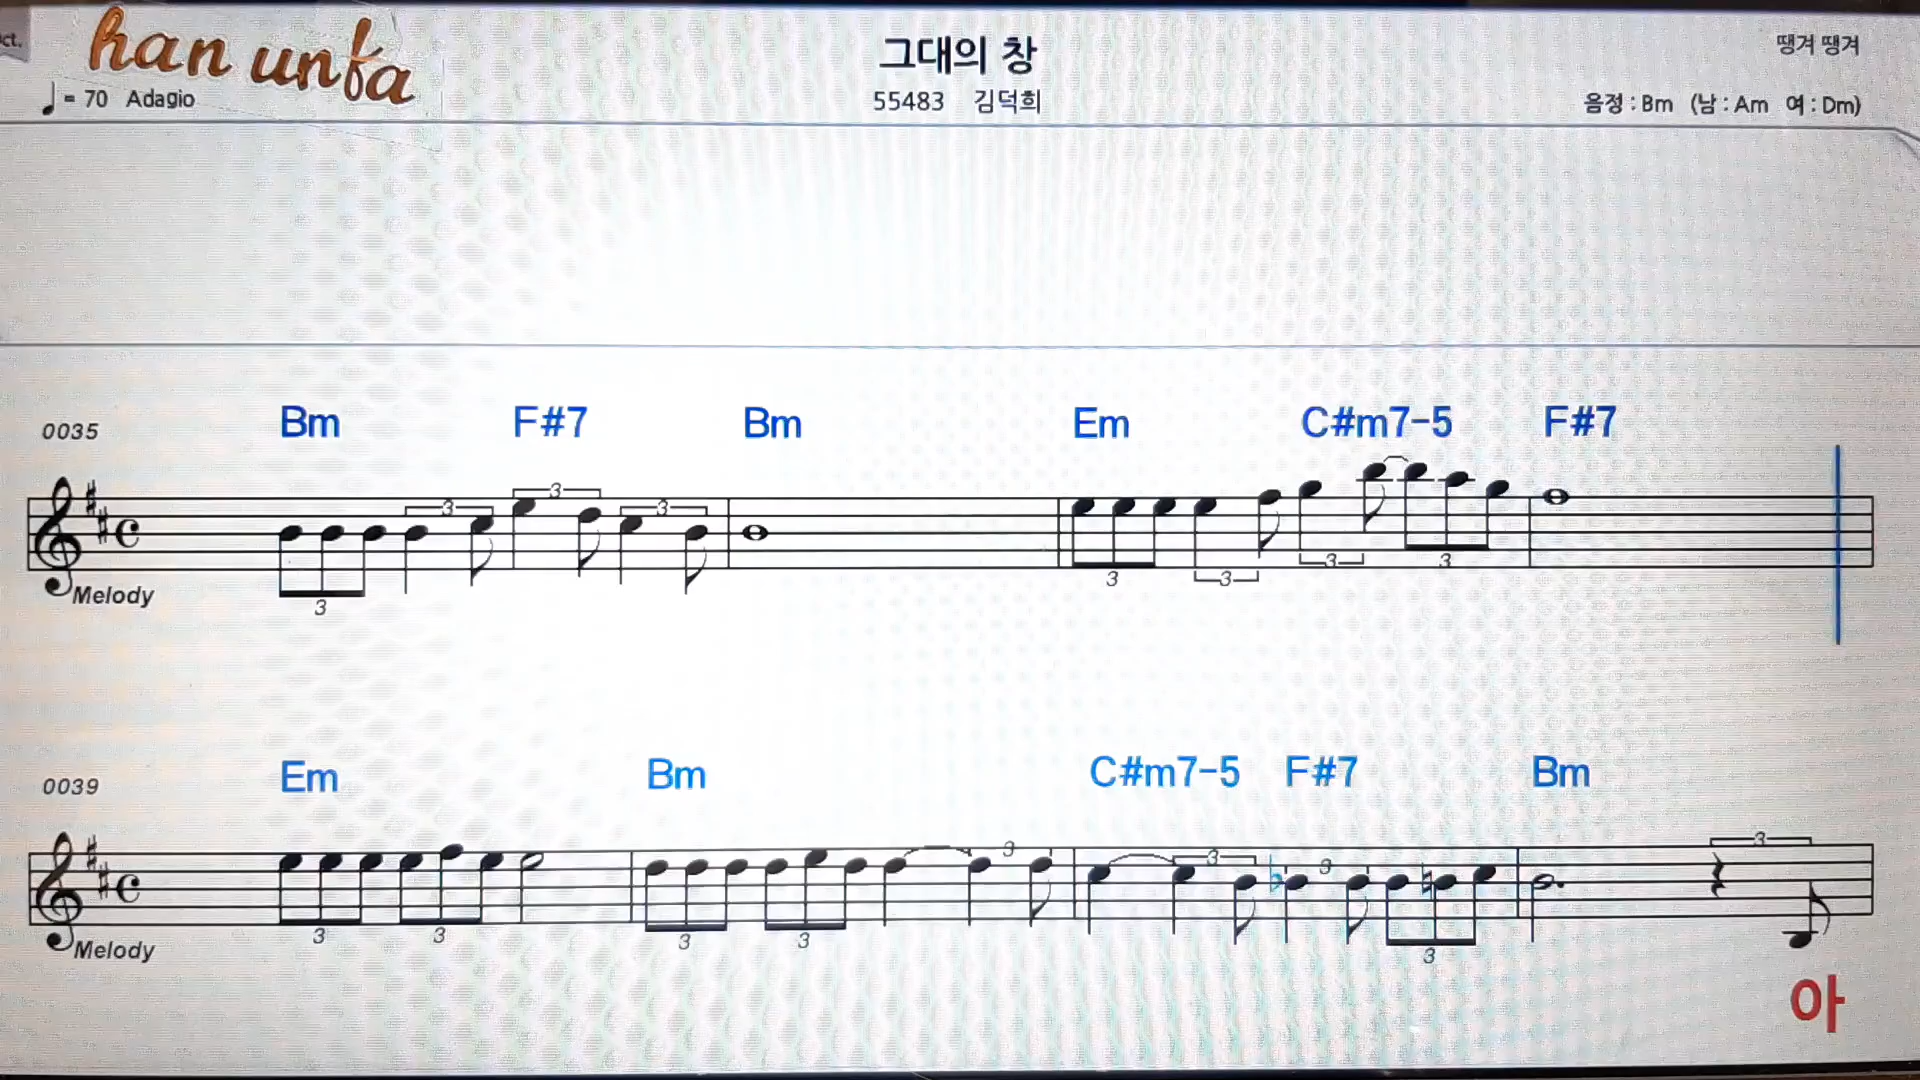 ct.
han unfa
그대의 창
땡겨 땡겨
= 70 Adagio
55483 김덕희
음정 : Bm (남 : Am 여 : Dm)
0035 Bm F#7 Bm Em C#m7-5 F#7
3 3 3 3 3 3 3
Melody
0039 Em Bm C#m7-5 F#7 Bm
3 3 3 3 3 3 3
Melody
아